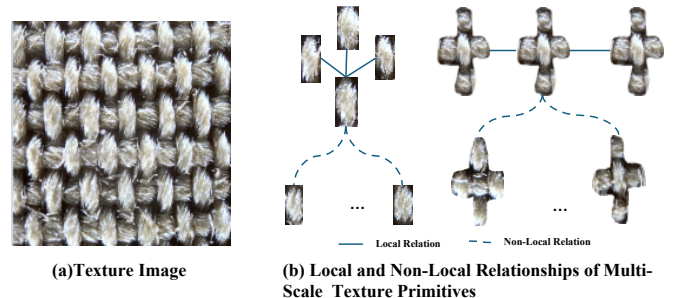 ...
...
Local Relation
Non-Local Relation
(a)Texture Image
(b) Local and Non-Local Relationships of Multi-
Scale Texture Primitives